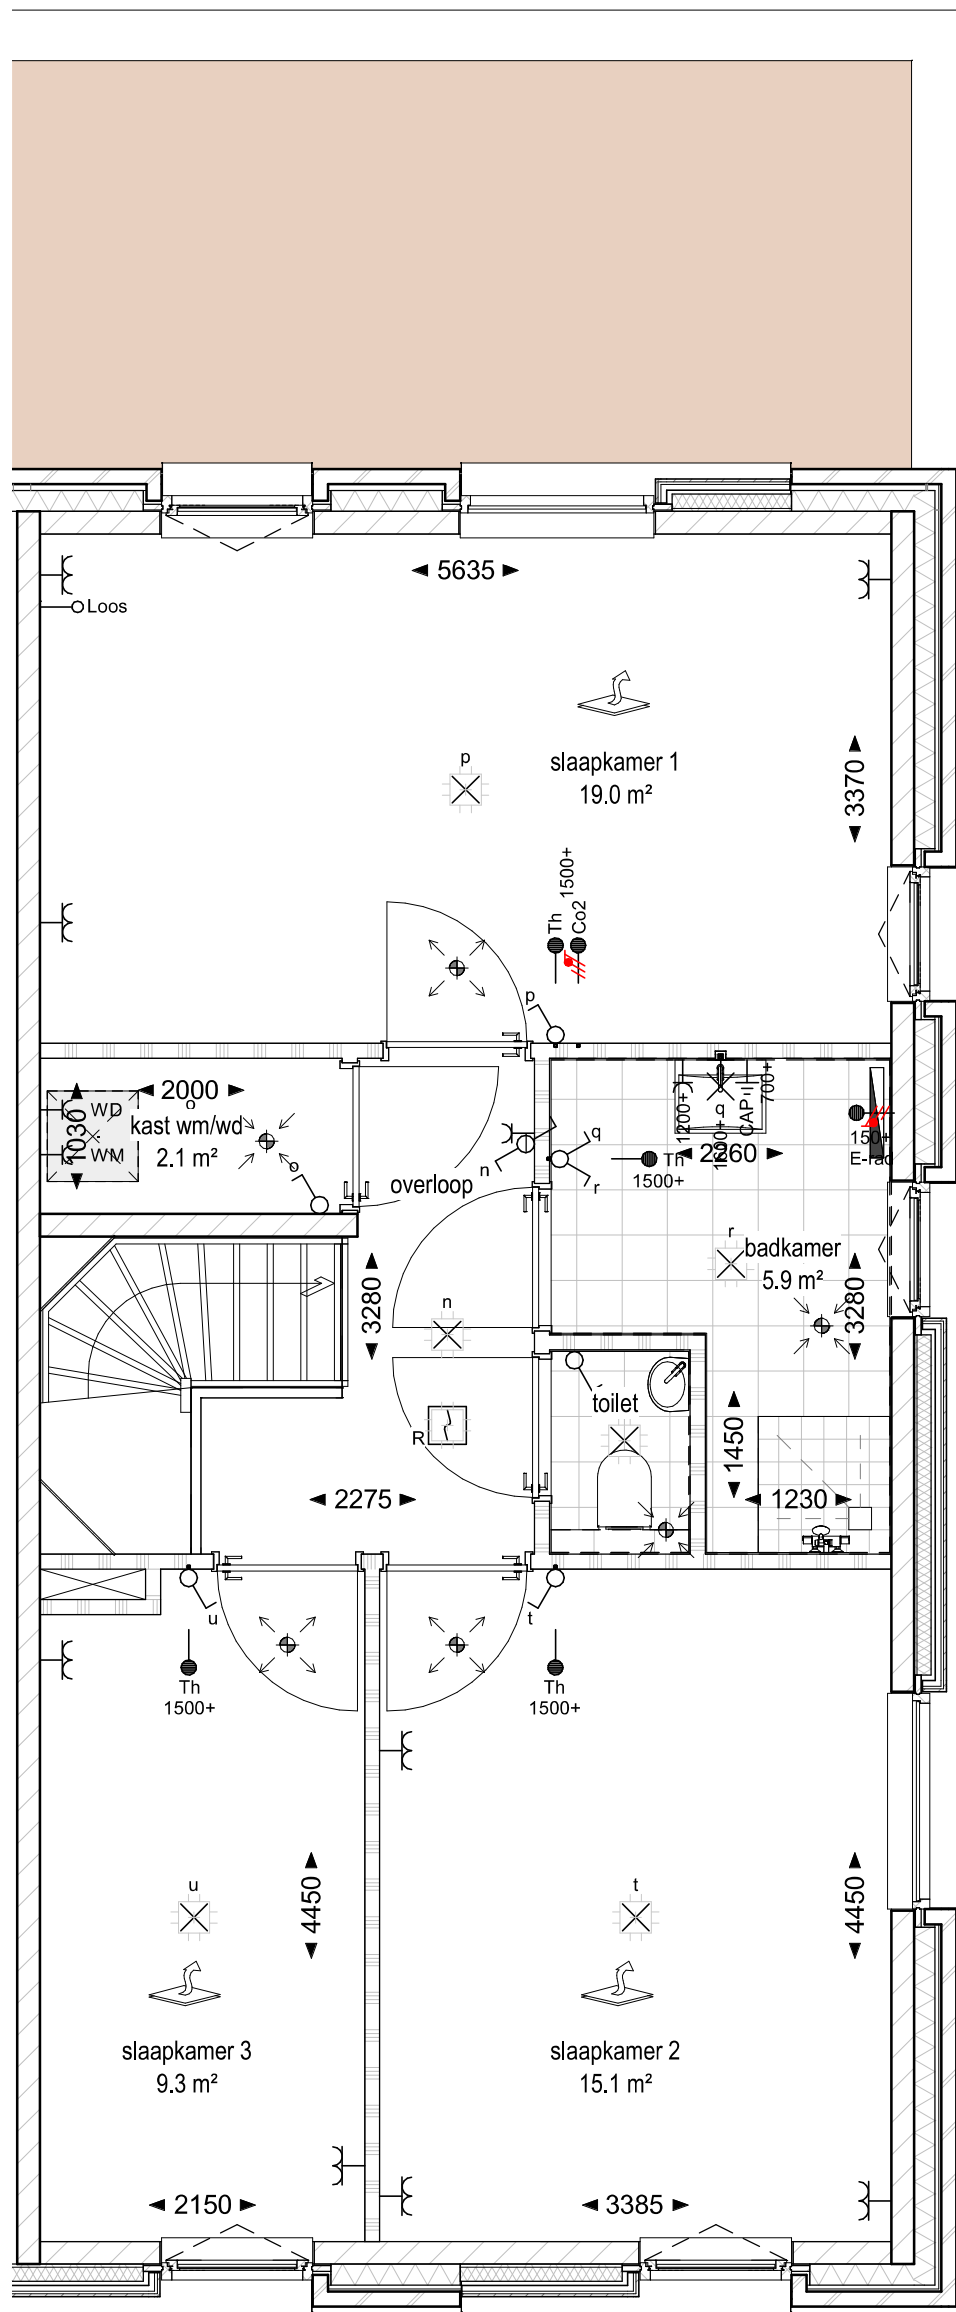 5635
Loos
slaapkamer 1
19.0 m²
p
3370
Th
1500+
Co2
p
2000
1030
WD
WM
o
kast wm/wd
2.1 m²
o
overloop
n
q
r
1200+
1600+
q
CAP
700+
2260
Th
1500+
150+
E-rad
r
badkamer
5.9 m²
3280
n
3280
toilet
R
1450
1230
2275
u
t
Th
1500+
Th
1500+
u
t
4450
4450
slaapkamer 3
9.3 m²
slaapkamer 2
15.1 m²
2150
3385